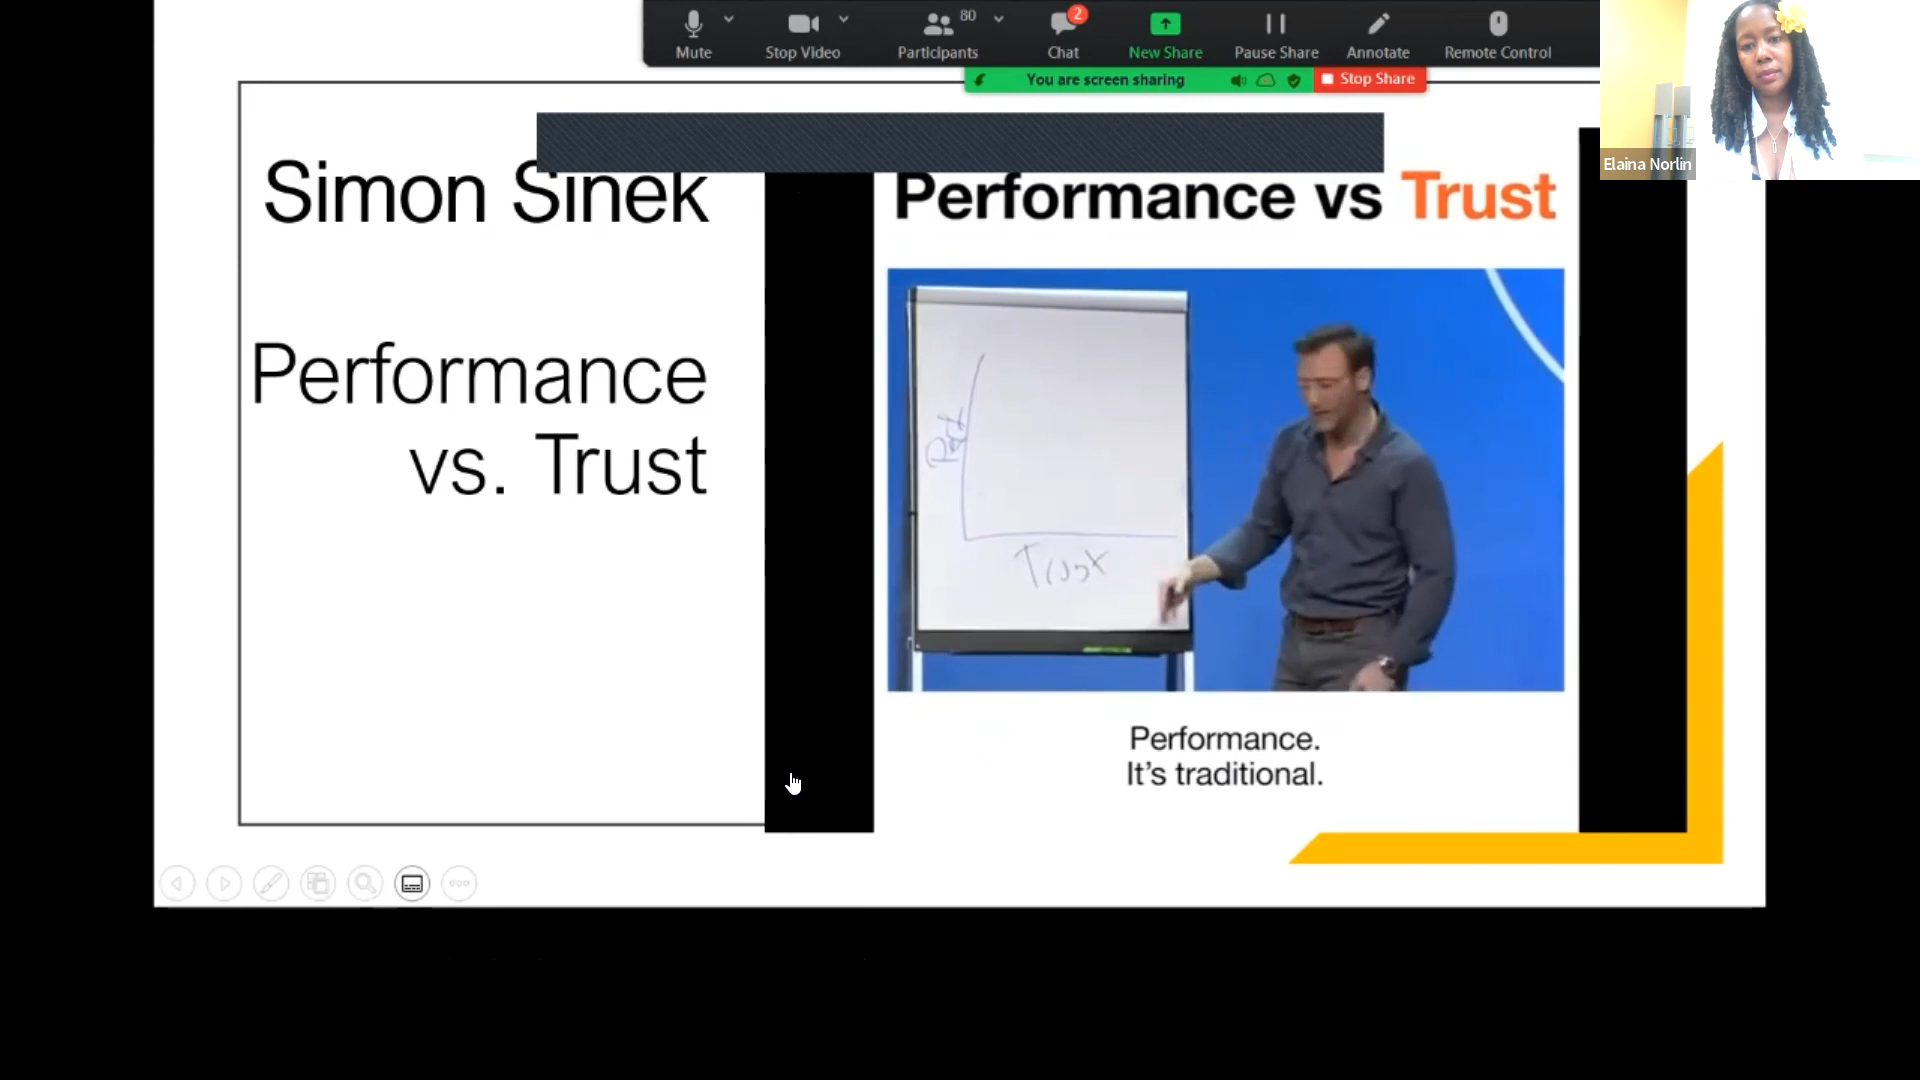 80
2
Mute
Stop Video
Participants
Chat
New Share
Pause Share
Annotate
Remote Control
You are screen sharing
Stop Share
Elaina Norlin
Simon Sinek
Performance
vs. Trust
Performance vs Trust
Perf
Trust
Performance.
It's traditional.